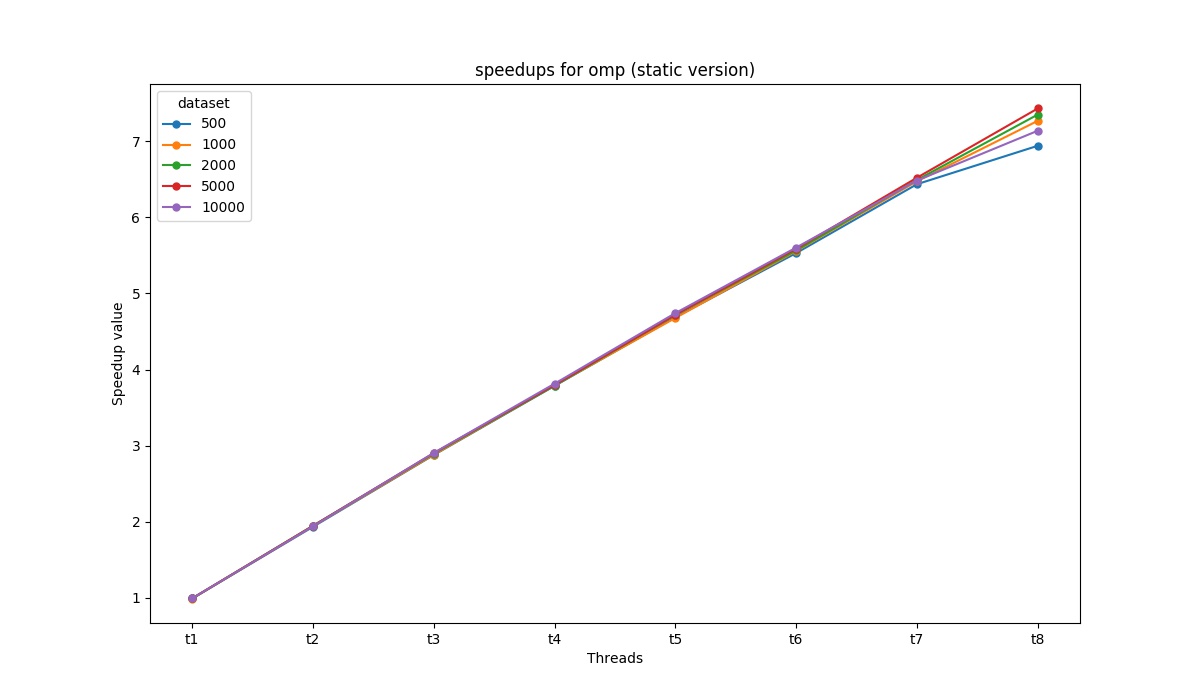 speedups for omp (static version)
dataset
500
1000
2000
5000
10000
7
6
5
4
3
2
1
Speedup value
t1 t2 t3 t4 t5 t6 t7 t8
Threads